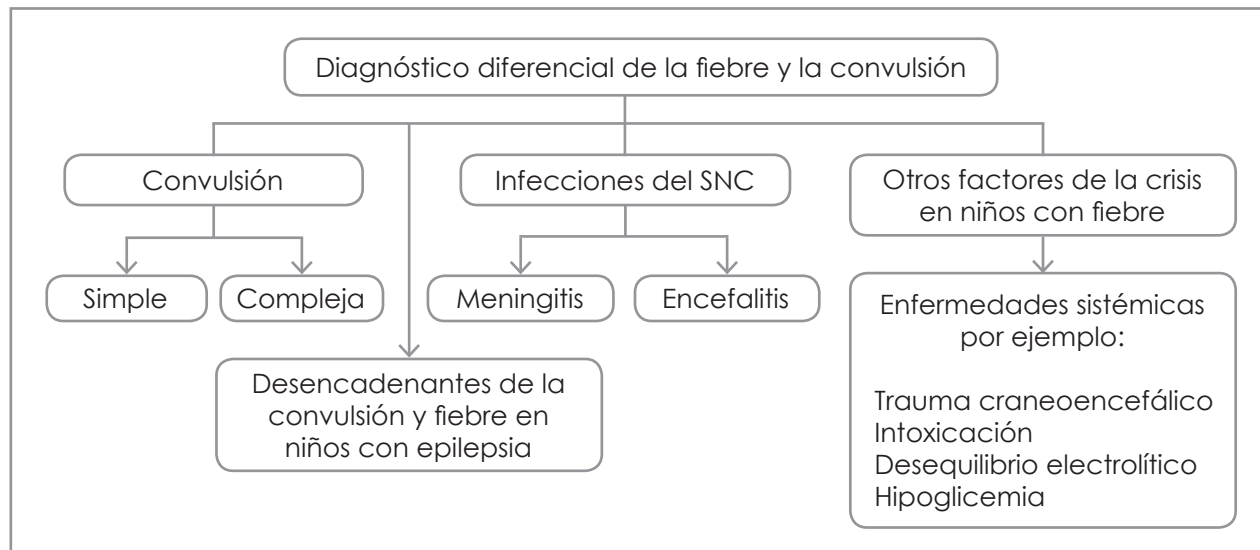 Diagnóstico diferencial de la fiebre y la convulsión
Convulsión
Infecciones del SNC
Otros factores de la crisis
en niños con fiebre
Simple
Compleja
Meningitis
Encefalitis
Desencadenantes de la
convulsión y fiebre en
niños con epilepsia
Enfermedades sistémicas
por ejemplo:
Trauma craneoencefálico
Intoxicación
Desequilibrio electrolítico
Hipoglicemia